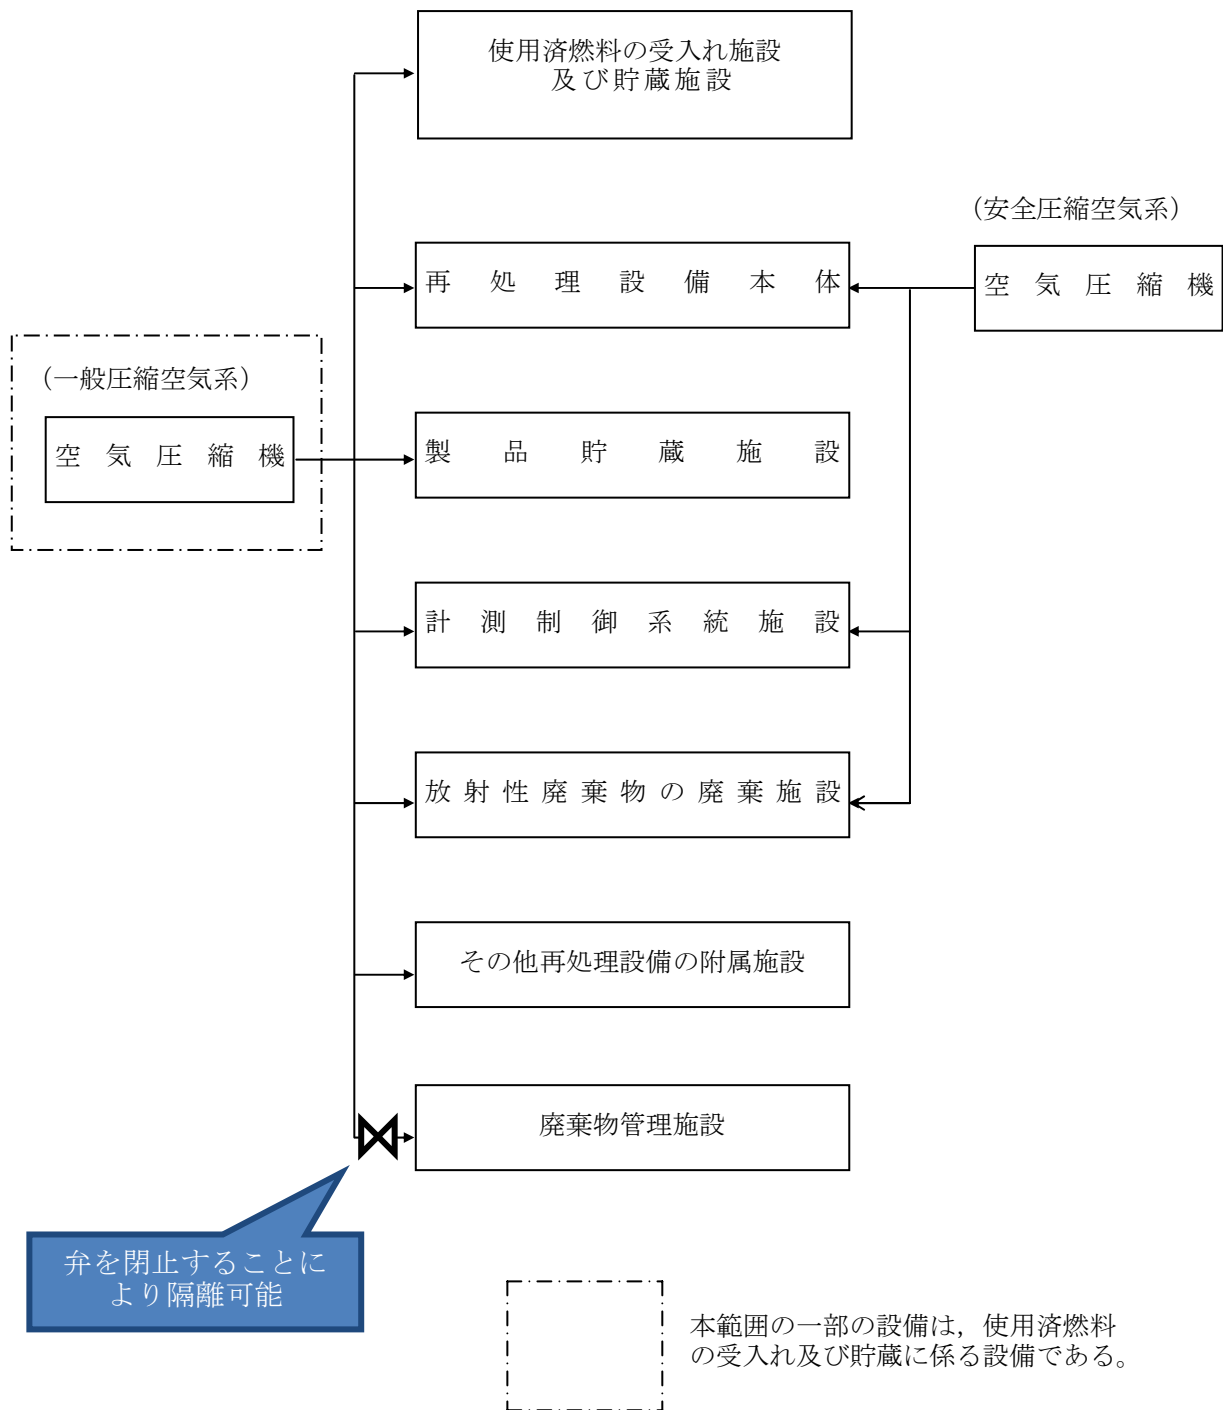 使用済燃料の受入れ施設
及び貯蔵施設
(安全圧縮空気系)
再処理設備本体
空気圧縮機
(一般圧縮空気系)
空気圧縮機
製品貯蔵施設
計測制御系統施設
放射性廃棄物の廃棄施設
その他再処理設備の附属施設
廃棄物管理施設
弁を閉止することに
より隔離可能
本範囲の一部の設備は，使用済燃料
の受入れ及び貯蔵に係る設備である。